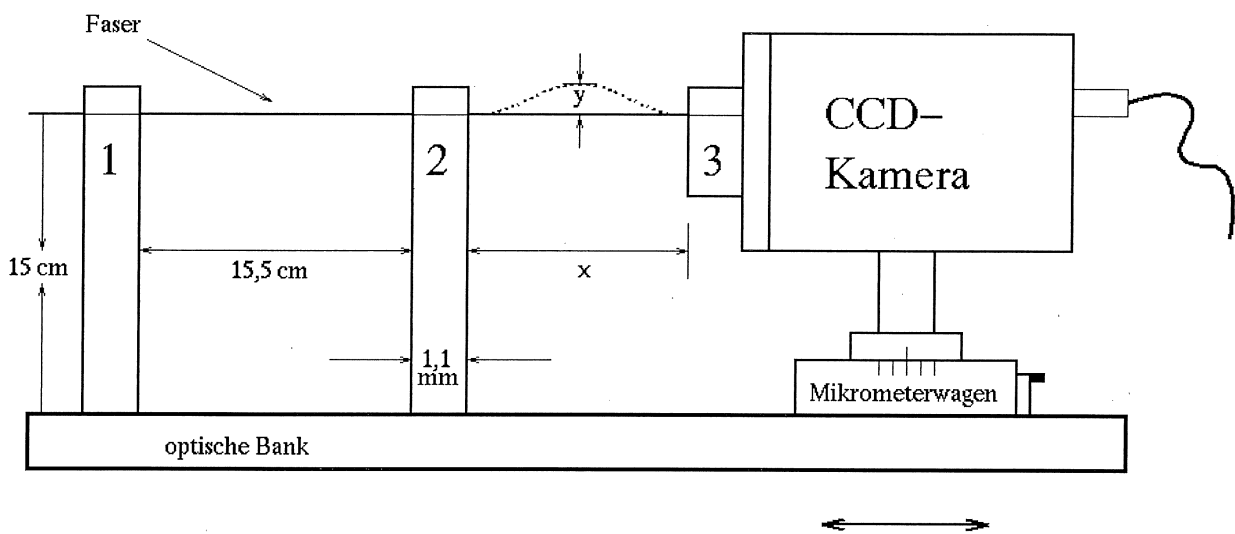 Faser
y
1
2
3
CCD–
Kamera
15 cm
15,5 cm
x
1,1
mm
Mikrometerwagen
optische Bank